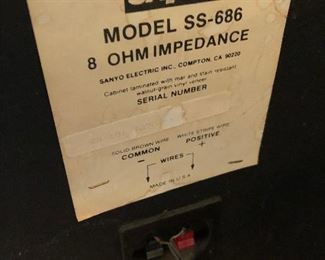 MODEL SS-686
8 OHM IMPEDANCE
SANYO ELECTRIC INC., COMPTON, CA 90220
Cabinet laminated with mar and stain resistant
walnut-grain vinyl veneer
SERIAL NUMBER
SOLID BROWN WIRE WHITE STRIPE WIRE
COMMON POSITIVE
- WIRES +
MADE IN U.S.A.